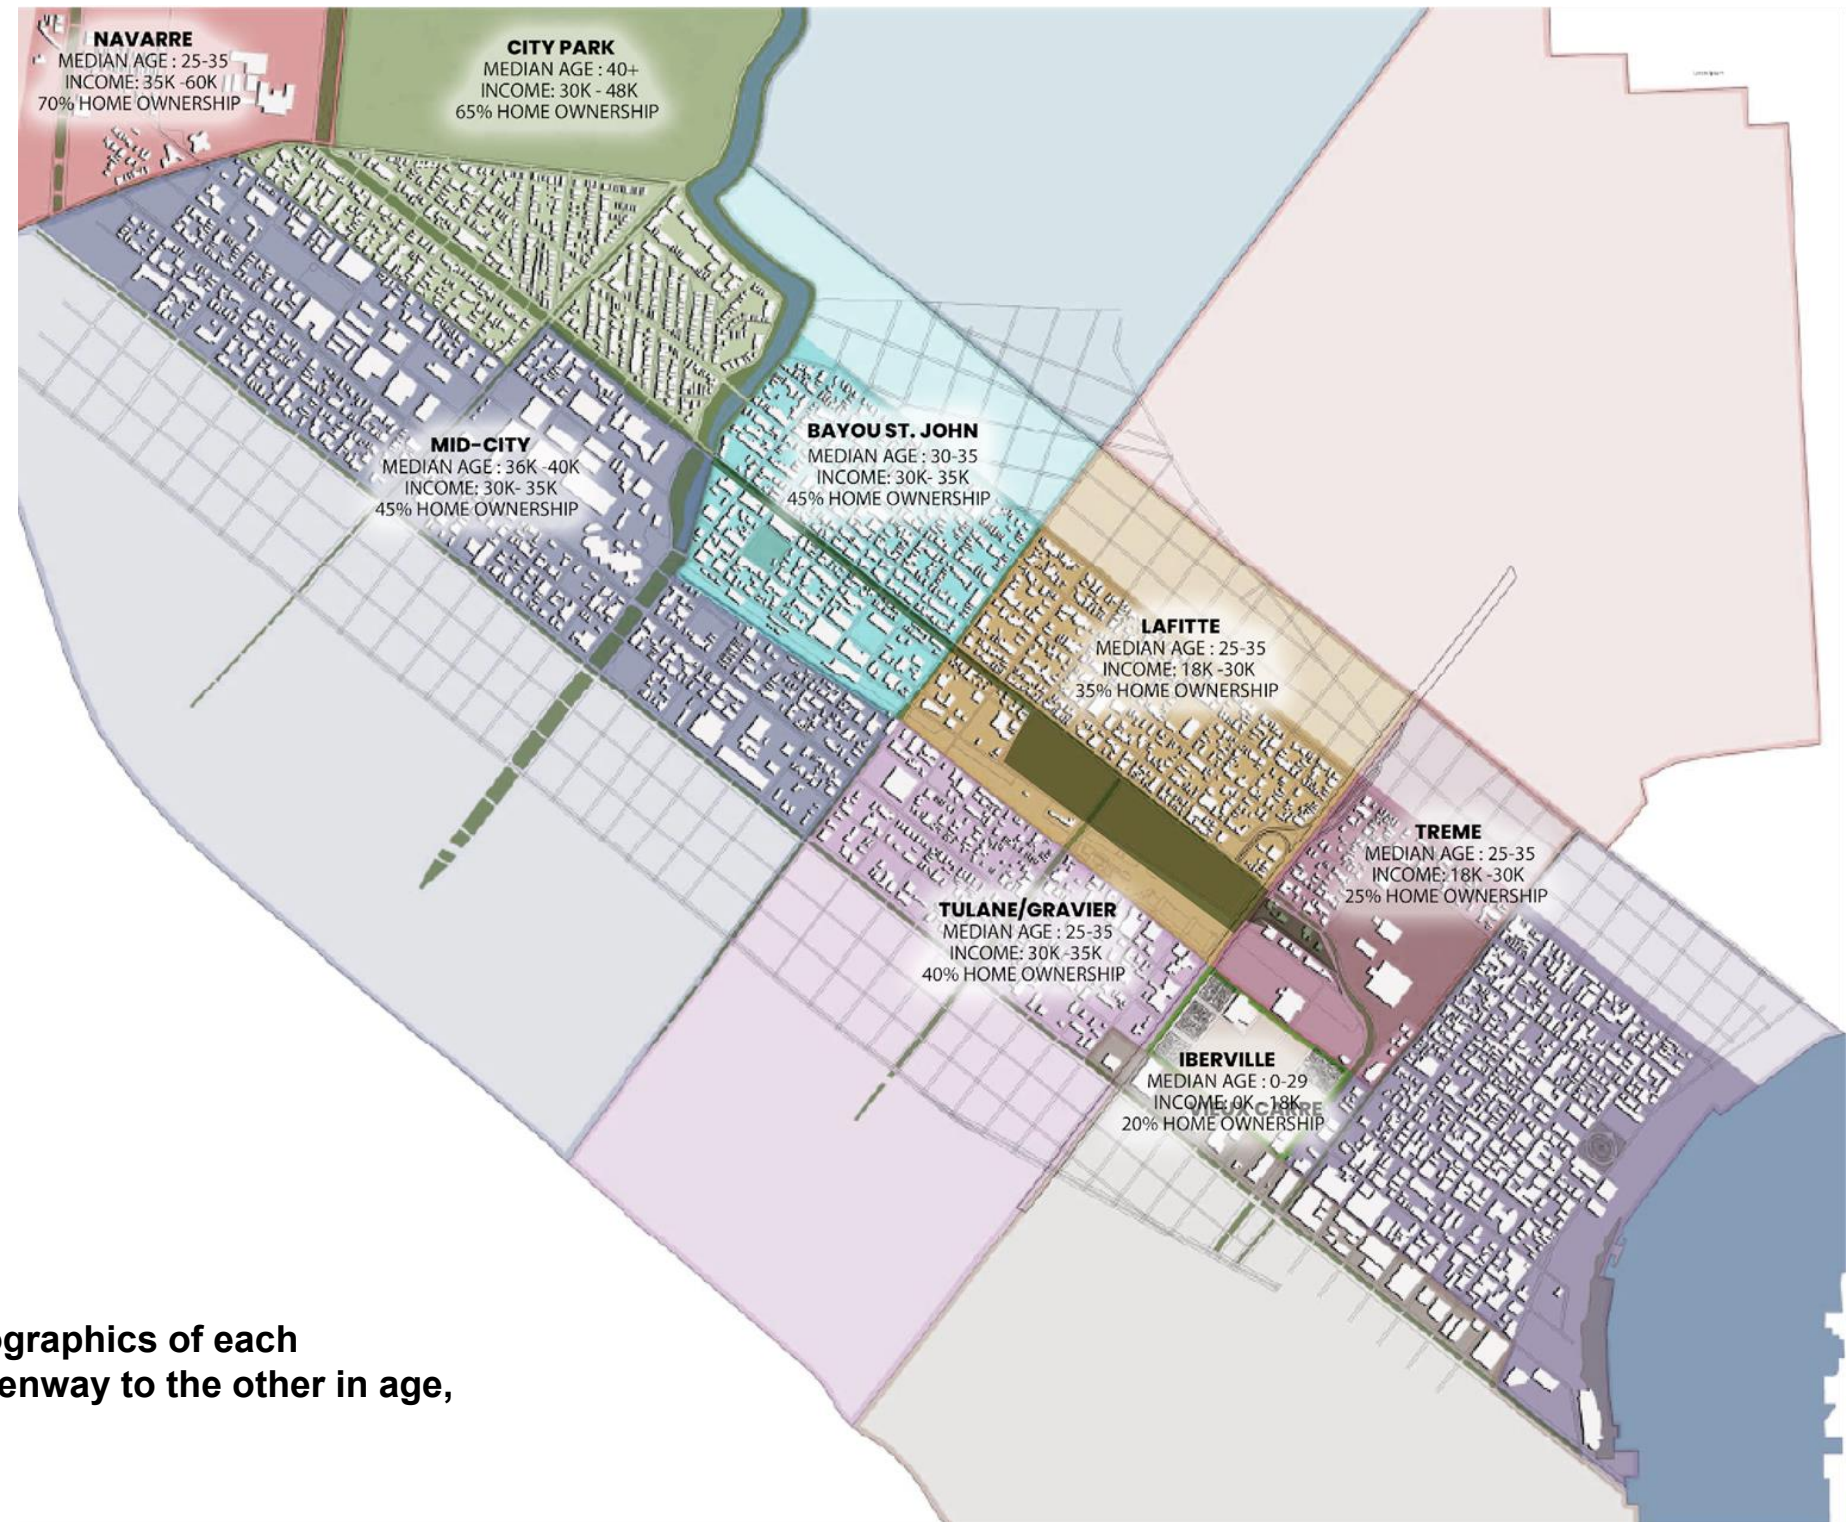 NAVARRE
MEDIAN AGE : 25-35
INCOME: 35K -60K
70% HOME OWNERSHIP
CITY PARK
MEDIAN AGE : 40+
INCOME: 30K - 48K
65% HOME OWNERSHIP
MID-CITY
MEDIAN AGE : 36K -40K
INCOME: 30K- 35K
45% HOME OWNERSHIP
BAYOU ST. JOHN
MEDIAN AGE : 30-35
INCOME: 30K- 35K
45% HOME OWNERSHIP
LAFITTE
MEDIAN AGE : 25-35
INCOME: 18K -30K
35% HOME OWNERSHIP
TREME
MEDIAN AGE : 25-35
INCOME: 18K -30K
25% HOME OWNERSHIP
TULANE/GRAVIER
MEDIAN AGE : 25-35
INCOME: 30K -35K
40% HOME OWNERSHIP
IBERVILLE
MEDIAN AGE : 0-29
INCOME: 0K - 18K
VIEUX CARRE
20% HOME OWNERSHIP
ographics of each
enway to the other in age,